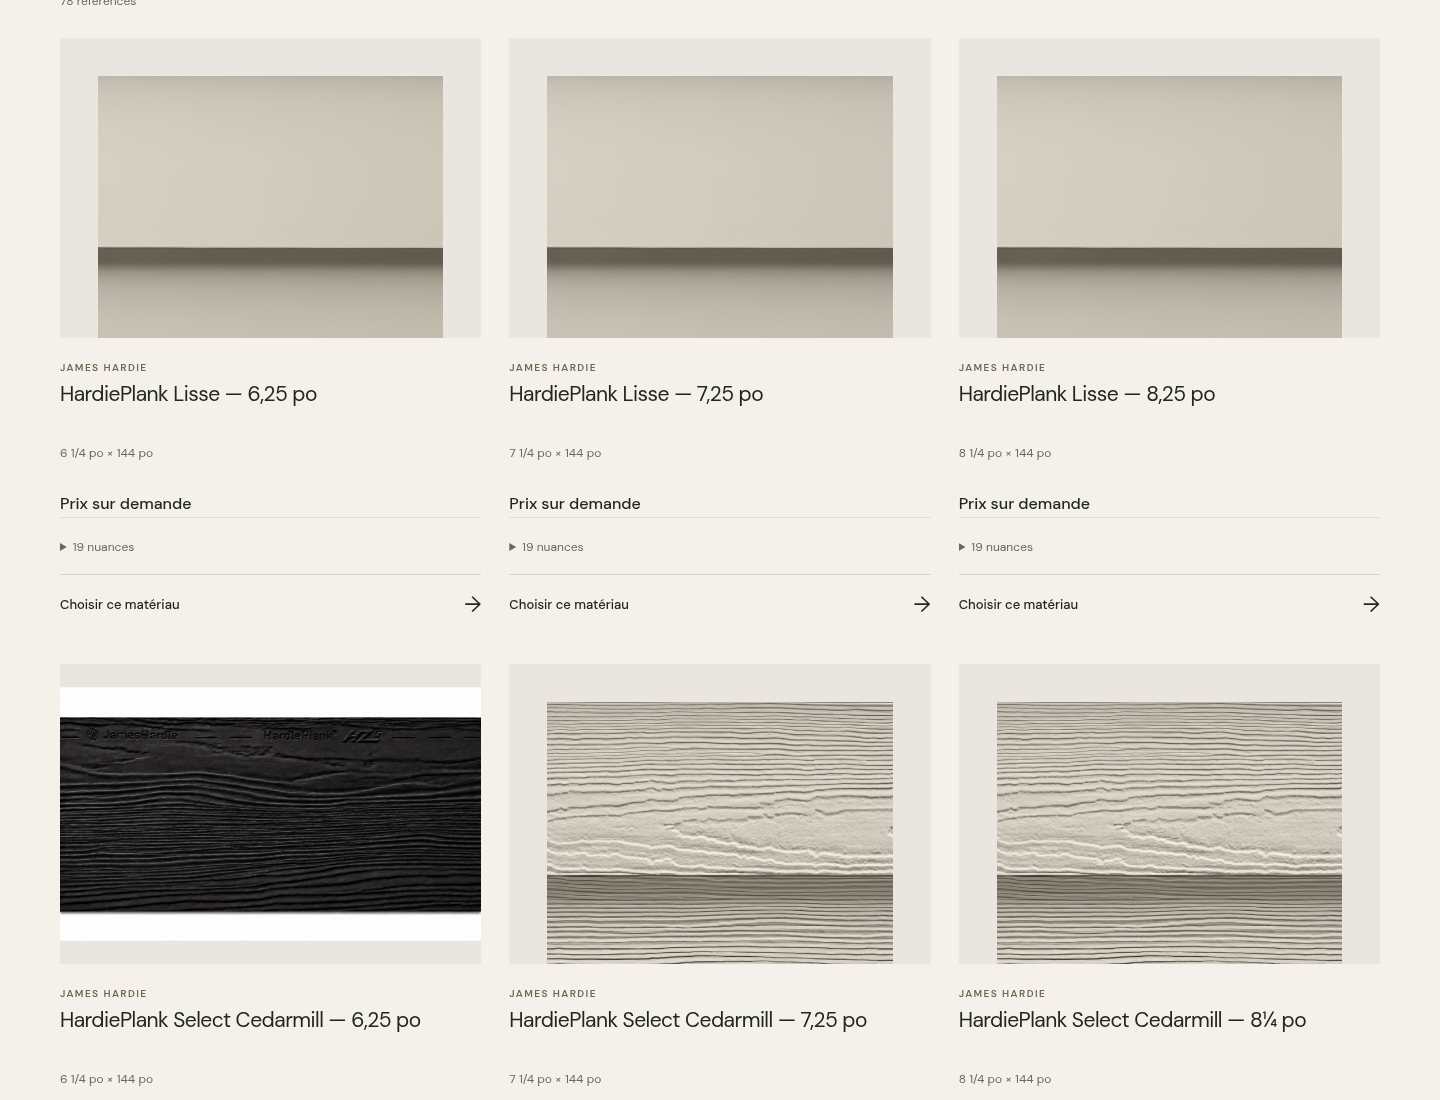 78 références
JAMES HARDIE
HardiePlank Lisse — 6,25 po
6 1/4 po × 144 po
Prix sur demande
19 nuances
Choisir ce matériau
JAMES HARDIE
HardiePlank Lisse — 7,25 po
7 1/4 po × 144 po
Prix sur demande
19 nuances
Choisir ce matériau
JAMES HARDIE
HardiePlank Lisse — 8,25 po
8 1/4 po × 144 po
Prix sur demande
19 nuances
Choisir ce matériau
JamesHardie HardiePlank HZ5
JAMES HARDIE
HardiePlank Select Cedarmill — 6,25 po
6 1/4 po × 144 po
JAMES HARDIE
HardiePlank Select Cedarmill — 7,25 po
7 1/4 po × 144 po
JAMES HARDIE
HardiePlank Select Cedarmill — 8¼ po
8 1/4 po × 144 po